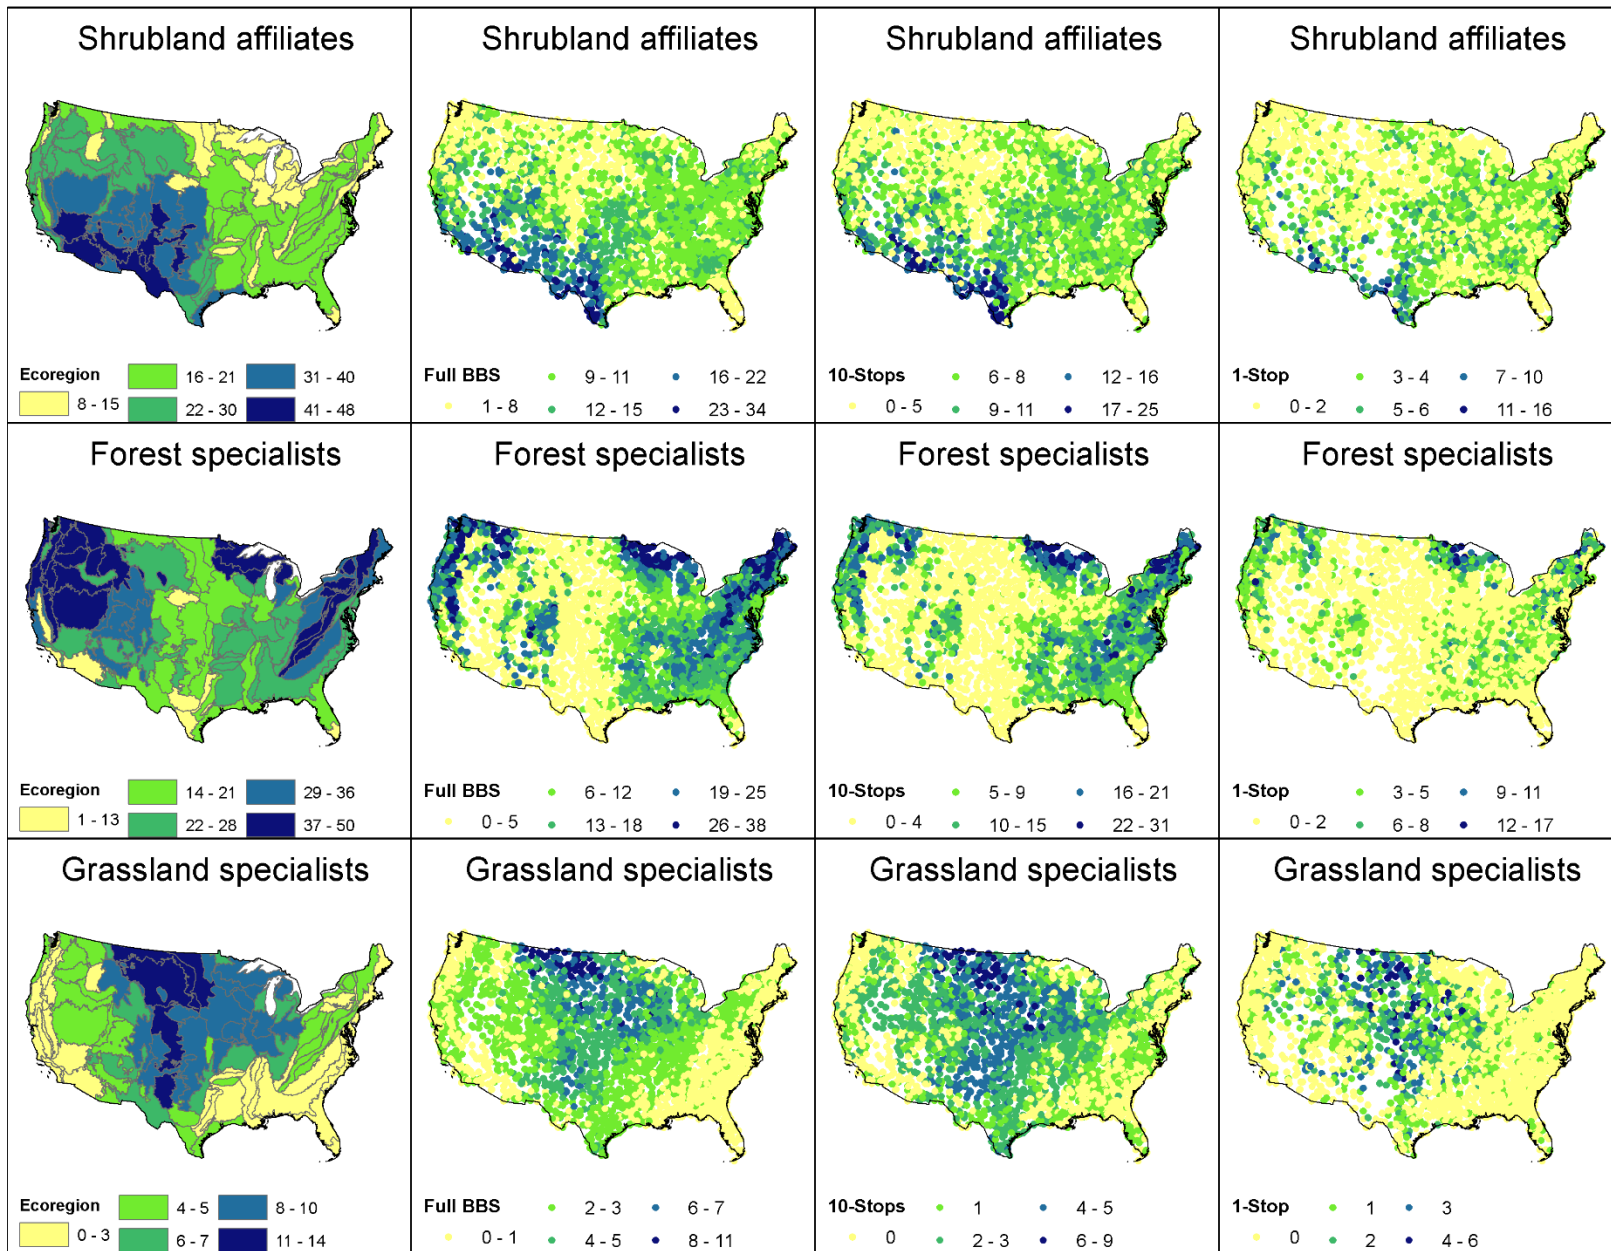 Shrubland affiliates
Shrubland affiliates
Shrubland affiliates
Shrubland affiliates
Ecoregion
8 - 15
16 - 21
22 - 30
31 - 40
41 - 48
Full BBS
1 - 8
9 - 11
12 - 15
16 - 22
23 - 34
10-Stops
0 - 5
6 - 8
9 - 11
12 - 16
17 - 25
1-Stop
0 - 2
3 - 4
5 - 6
7 - 10
11 - 16
Forest specialists
Forest specialists
Forest specialists
Forest specialists
Ecoregion
1 - 13
14 - 21
22 - 28
29 - 36
37 - 50
Full BBS
0 - 5
6 - 12
13 - 18
19 - 25
26 - 38
10-Stops
0 - 4
5 - 9
10 - 15
16 - 21
22 - 31
1-Stop
0 - 2
3 - 5
6 - 8
9 - 11
12 - 17
Grassland specialists
Grassland specialists
Grassland specialists
Grassland specialists
Ecoregion
0 - 3
4 - 5
6 - 7
8 - 10
11 - 14
Full BBS
0 - 1
2 - 3
4 - 5
6 - 7
8 - 11
10-Stops
0
1
2 - 3
4 - 5
6 - 9
1-Stop
0
1
2
3
4 - 6